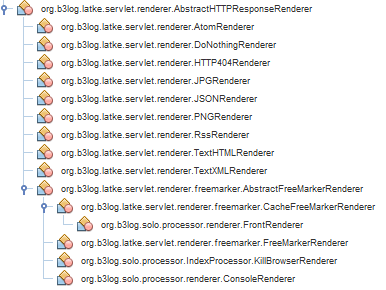 org.b3log.latke.servlet.renderer.AbstractHTTPResponseRenderer
org.b3log.latke.servlet.renderer.AtomRenderer
org.b3log.latke.servlet.renderer.DoNothingRenderer
org.b3log.latke.servlet.renderer.HTTP404Renderer
org.b3log.latke.servlet.renderer.JPGRenderer
org.b3log.latke.servlet.renderer.JSONRenderer
org.b3log.latke.servlet.renderer.PNGRenderer
org.b3log.latke.servlet.renderer.RssRenderer
org.b3log.latke.servlet.renderer.TextHTMLRenderer
org.b3log.latke.servlet.renderer.TextXMLRenderer
org.b3log.latke.servlet.renderer.freemarker.AbstractFreeMarkerRenderer
org.b3log.latke.servlet.renderer.freemarker.CacheFreeMarkerRenderer
org.b3log.solo.processor.renderer.FrontRenderer
org.b3log.latke.servlet.renderer.freemarker.FreeMarkerRenderer
org.b3log.solo.processor.IndexProcessor.KillBrowserRenderer
org.b3log.solo.processor.renderer.ConsoleRenderer